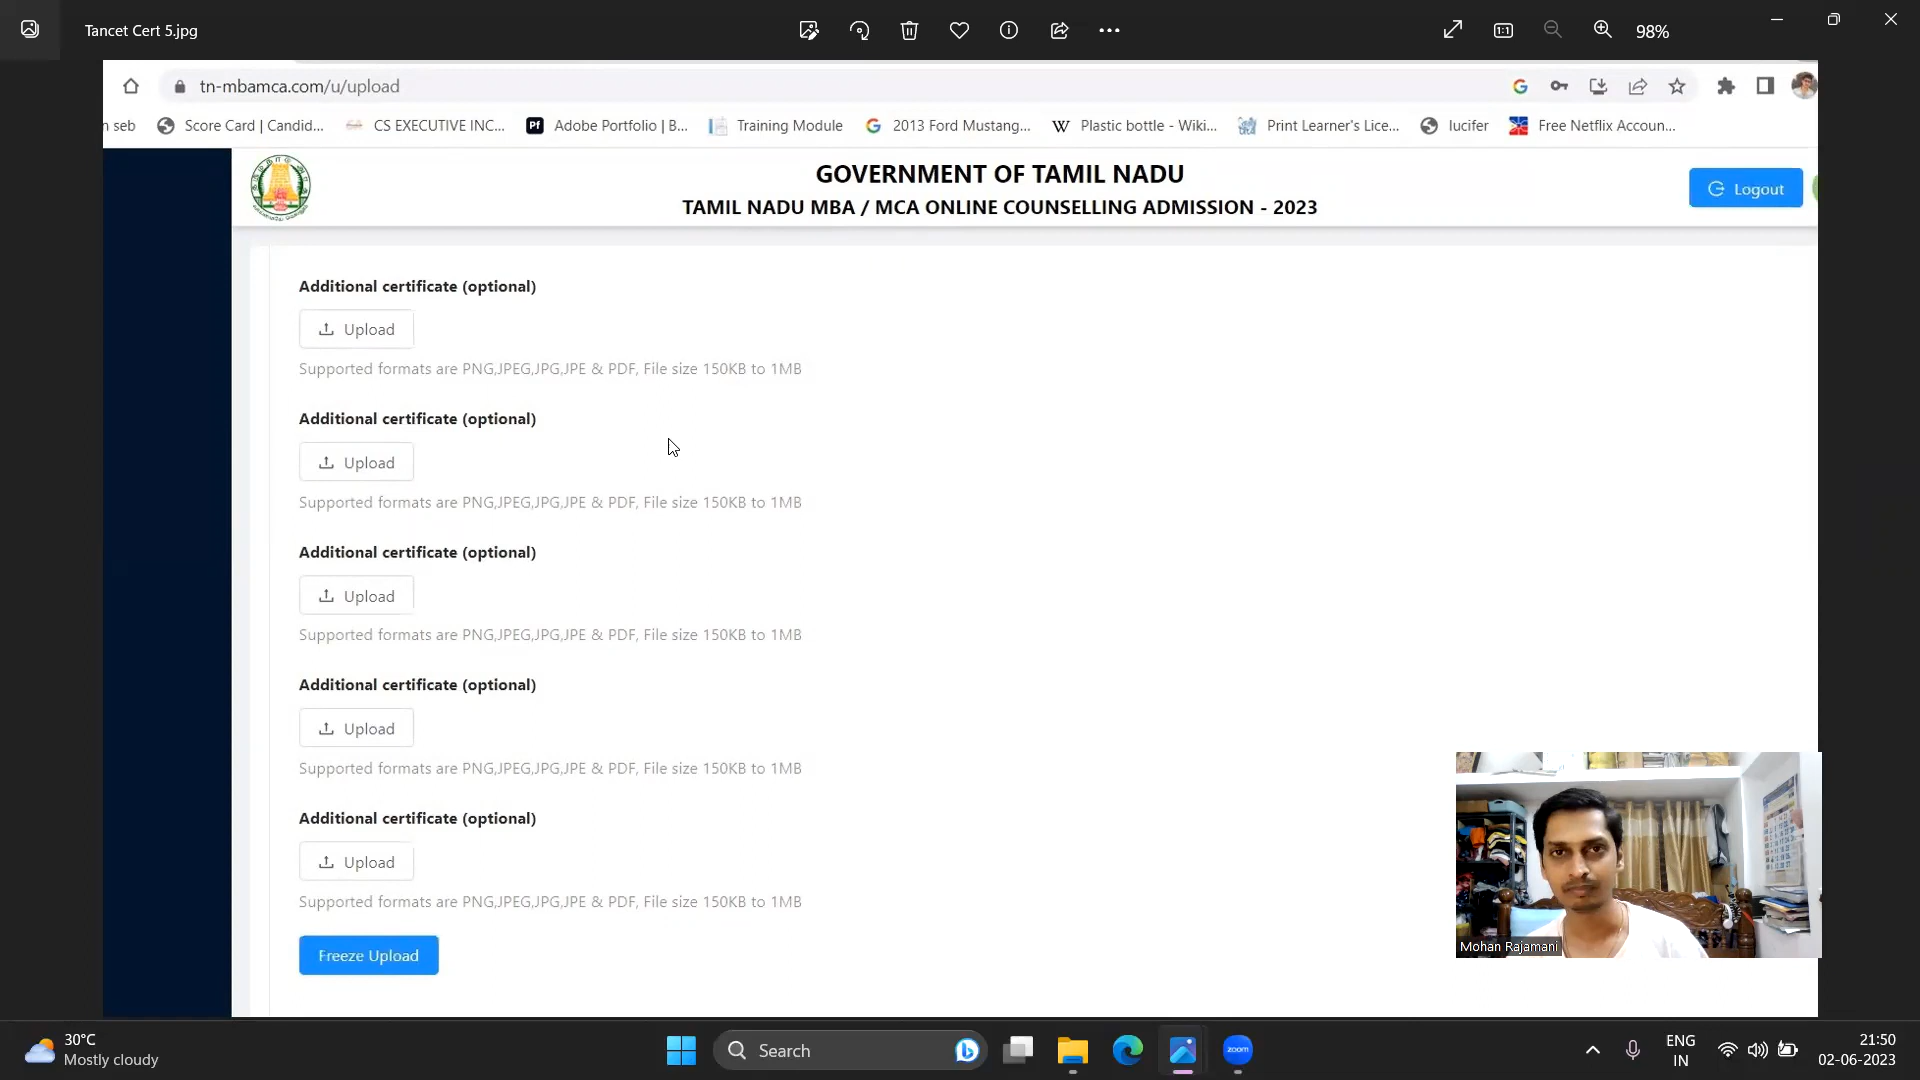 Tancet Cert 5.jpg
98%
tn-mbamca.com/u/upload
n seb
Score Card | Candid...
CS EXECUTIVE INC...
Pf
Adobe Portfolio | B...
Training Module
2013 Ford Mustang...
W
Plastic bottle - Wiki...
Print Learner's Lice...
lucifer
Free Netflix Accoun...
GOVERNMENT OF TAMIL NADU
TAMIL NADU MBA / MCA ONLINE COUNSELLING ADMISSION - 2023
Logout
Additional certificate (optional)
Upload
Supported formats are PNG,JPEG,JPG,JPE & PDF, File size 150KB to 1MB
Additional certificate (optional)
Upload
Supported formats are PNG,JPEG,JPG,JPE & PDF, File size 150KB to 1MB
Additional certificate (optional)
Upload
Supported formats are PNG,JPEG,JPG,JPE & PDF, File size 150KB to 1MB
Additional certificate (optional)
Upload
Supported formats are PNG,JPEG,JPG,JPE & PDF, File size 150KB to 1MB
Additional certificate (optional)
Upload
Supported formats are PNG,JPEG,JPG,JPE & PDF, File size 150KB to 1MB
Freeze Upload
Mohan Rajamani
30°C
Mostly cloudy
Search
zoom
ENG
IN
21:50
02-06-2023